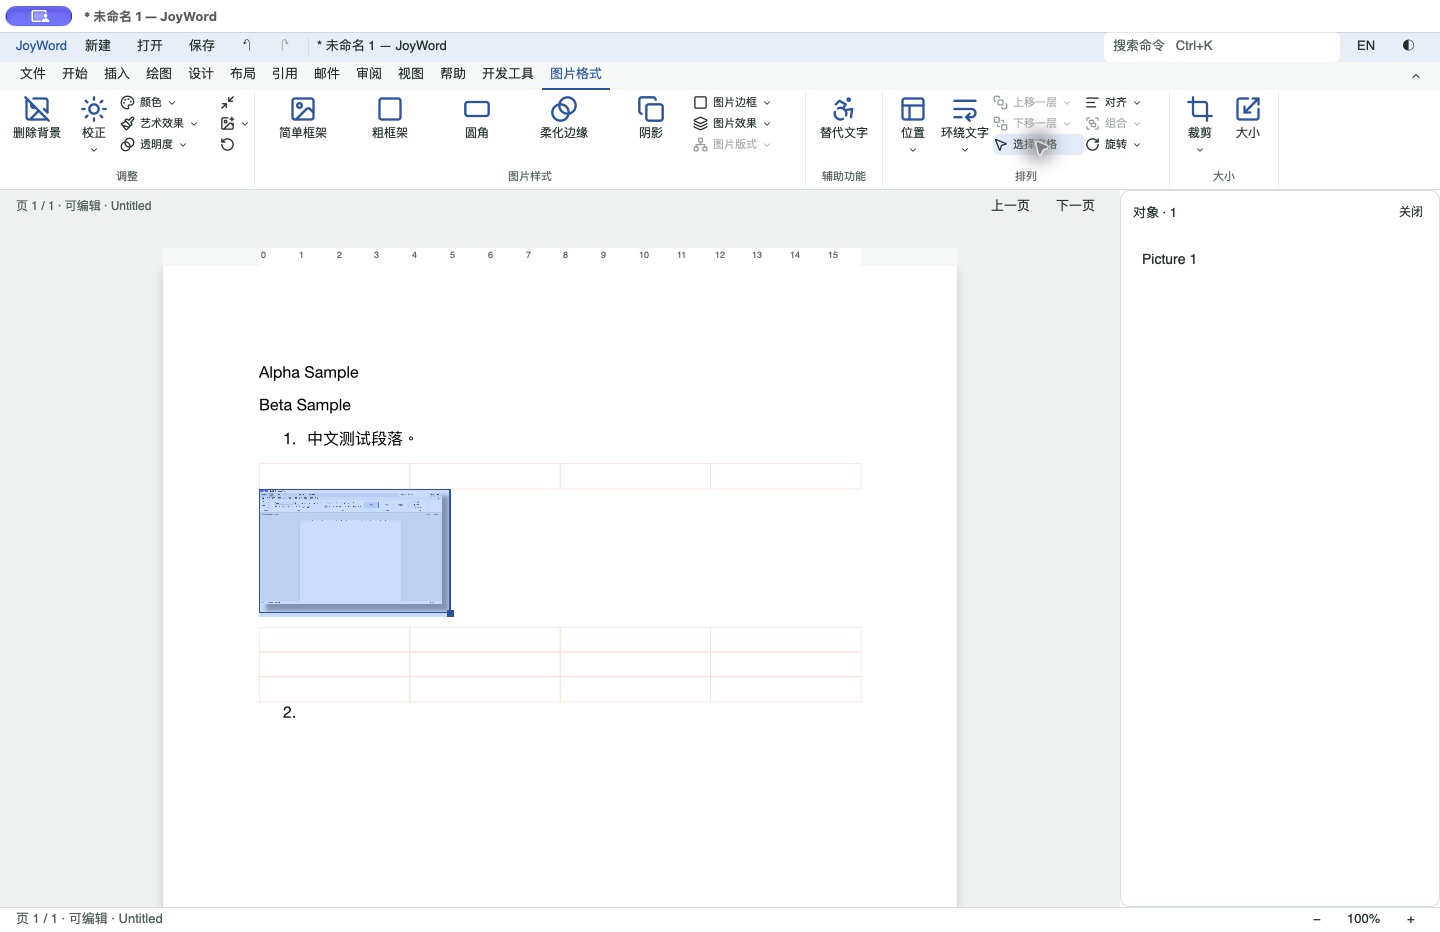 * 未命名 1 — JoyWord
JoyWord 新建 打开 保存 * 未命名 1 — JoyWord 搜索命令 Ctrl+K EN
文件 开始 插入 绘图 设计 布局 引用 邮件 审阅 视图 帮助 开发工具 图片格式
删除背景 校正 颜色 艺术效果 透明度
调整
简单框架 粗框架 圆角 柔化边缘 阴影 图片边框 图片效果 图片版式
图片样式
替代文字
辅助功能
位置 环绕文字 上移一层 下移一层 选择 格 对齐 组合 旋转
排列
裁剪 大小
大小
页 1 / 1 · 可编辑 · Untitled 上一页 下一页
对象 · 1 关闭
Picture 1
0 1 2 3 4 5 6 7 8 9 10 11 12 13 14 15
Alpha Sample
Beta Sample
1. 中文测试段落。
2.
页 1 / 1 · 可编辑 · Untitled − 100% +